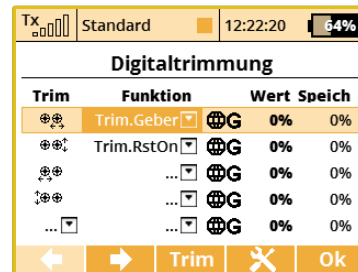 Tx Standard 12:22:20 64%
Digitaltrimmung
Trim Funktion Wert Speich
Trim.Geber G 0% 0%
Trim.RstOn G 0% 0%
... G 0% 0%
... G 0% 0%
... ... G 0% 0%
Trim Ok